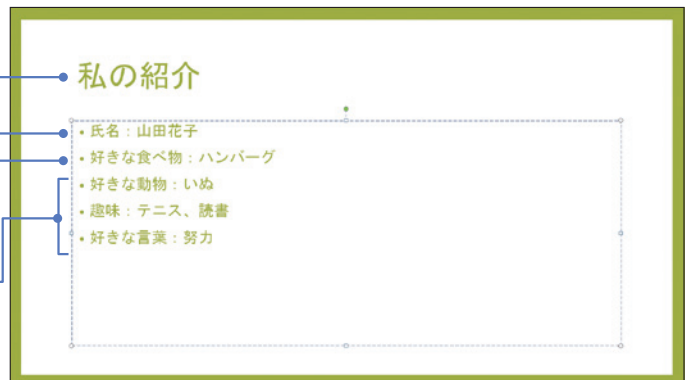 私の紹介
• 氏名：山田花子
• 好きな食べ物：ハンバーグ
• 好きな動物：いぬ
• 趣味：テニス、読書
• 好きな言葉：努力